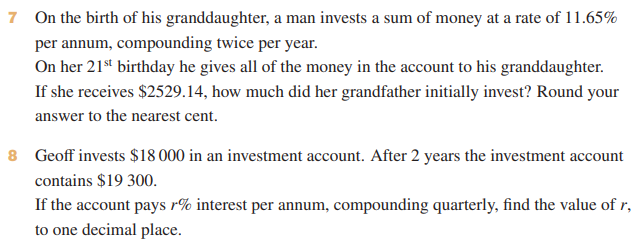 7 On the birth of his granddaughter, a man invests a sum of money at a rate of 11.65%
per annum, compounding twice per year.
On her 21st birthday he gives all of the money in the account to his granddaughter.
If she receives $2529.14, how much did her grandfather initially invest? Round your
answer to the nearest cent.
8 Geoff invests $18 000 in an investment account. After 2 years the investment account
contains $19 300.
If the account pays r% interest per annum, compounding quarterly, find the value of r,
to one decimal place.